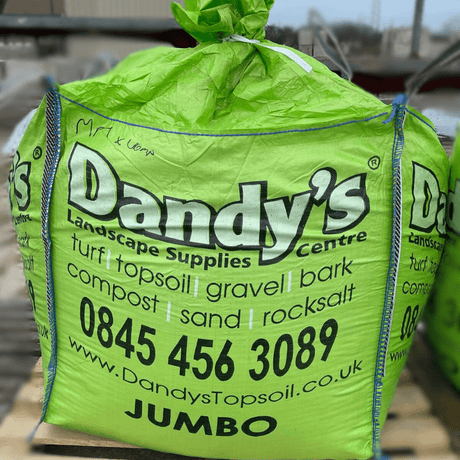 Dandy's®
Landscape Supplies Centre
turf | topsoil | gravel | bark
compost | sand | rocksalt
0845 456 3089
www.DandysTopsoil.co.uk
JUMBO